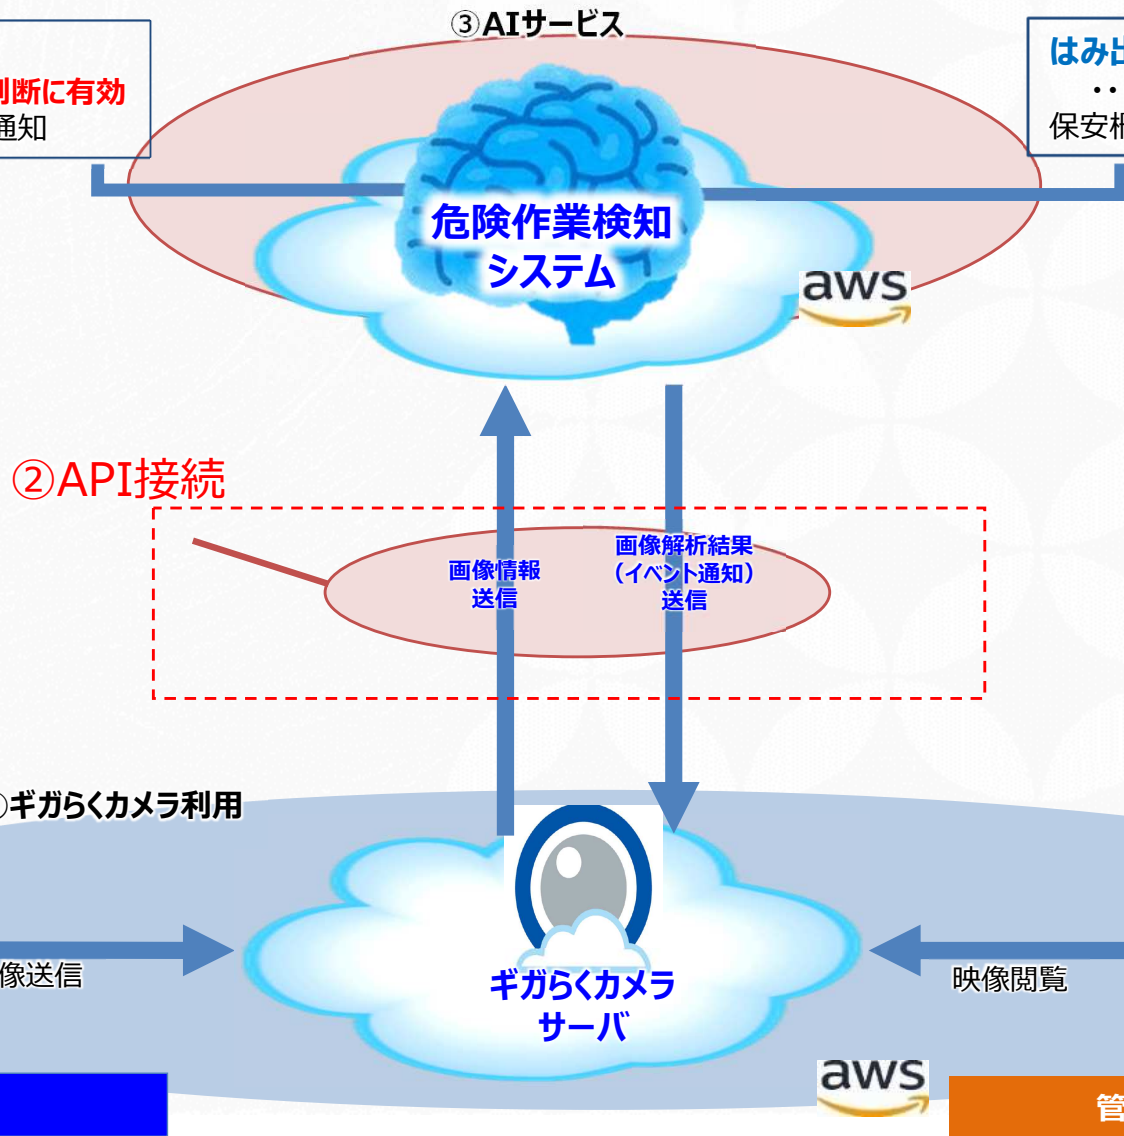 ③AIサービス
判断に有効
通知
はみ出
・・
保安柵
危険作業検知
システム
aws
②API接続
画像情報
送信
画像解析結果
（イベント通知）
送信
ギガらくカメラ利用
像送信
ギガらくカメラ
サーバ
映像閲覧
aws
管